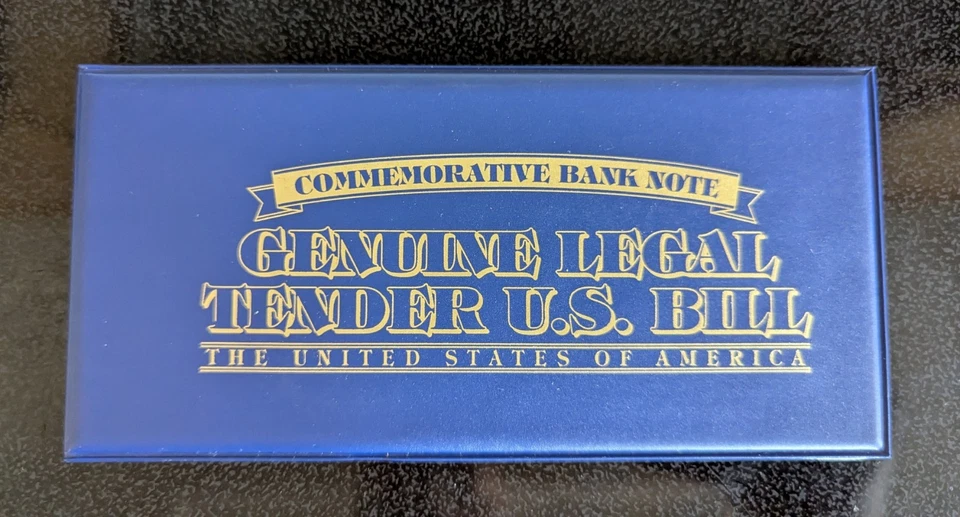 COMMEMORATIVE BANK NOTE
GENUINE LEGAL
TENDER U.S. BILL
THE UNITED STATES OF AMERICA